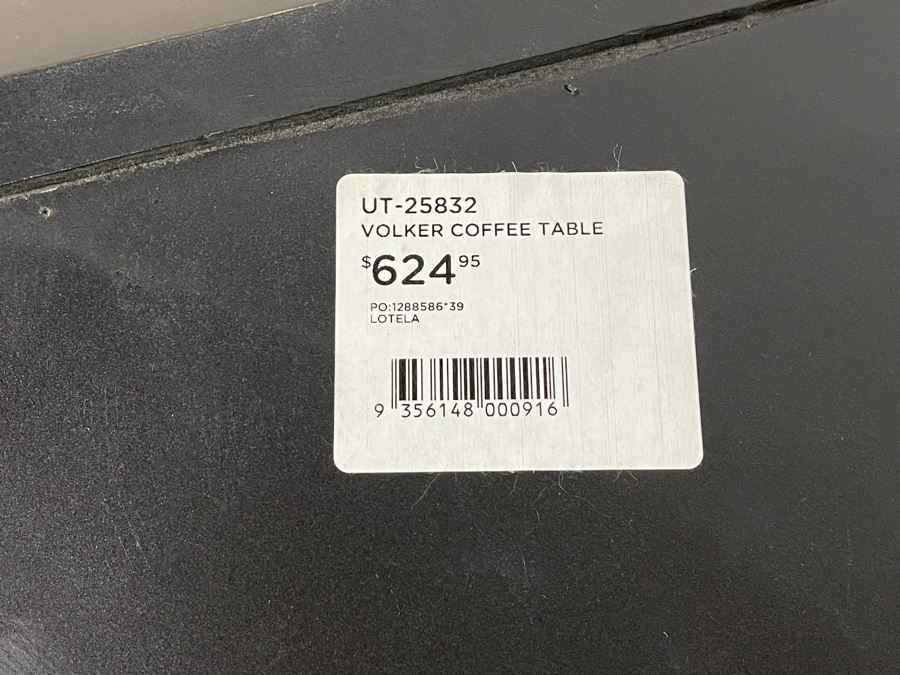 UT-25832
VOLKER COFFEE TABLE
$624.95
PO:1288586*39
LOTELA
9 356148 000916